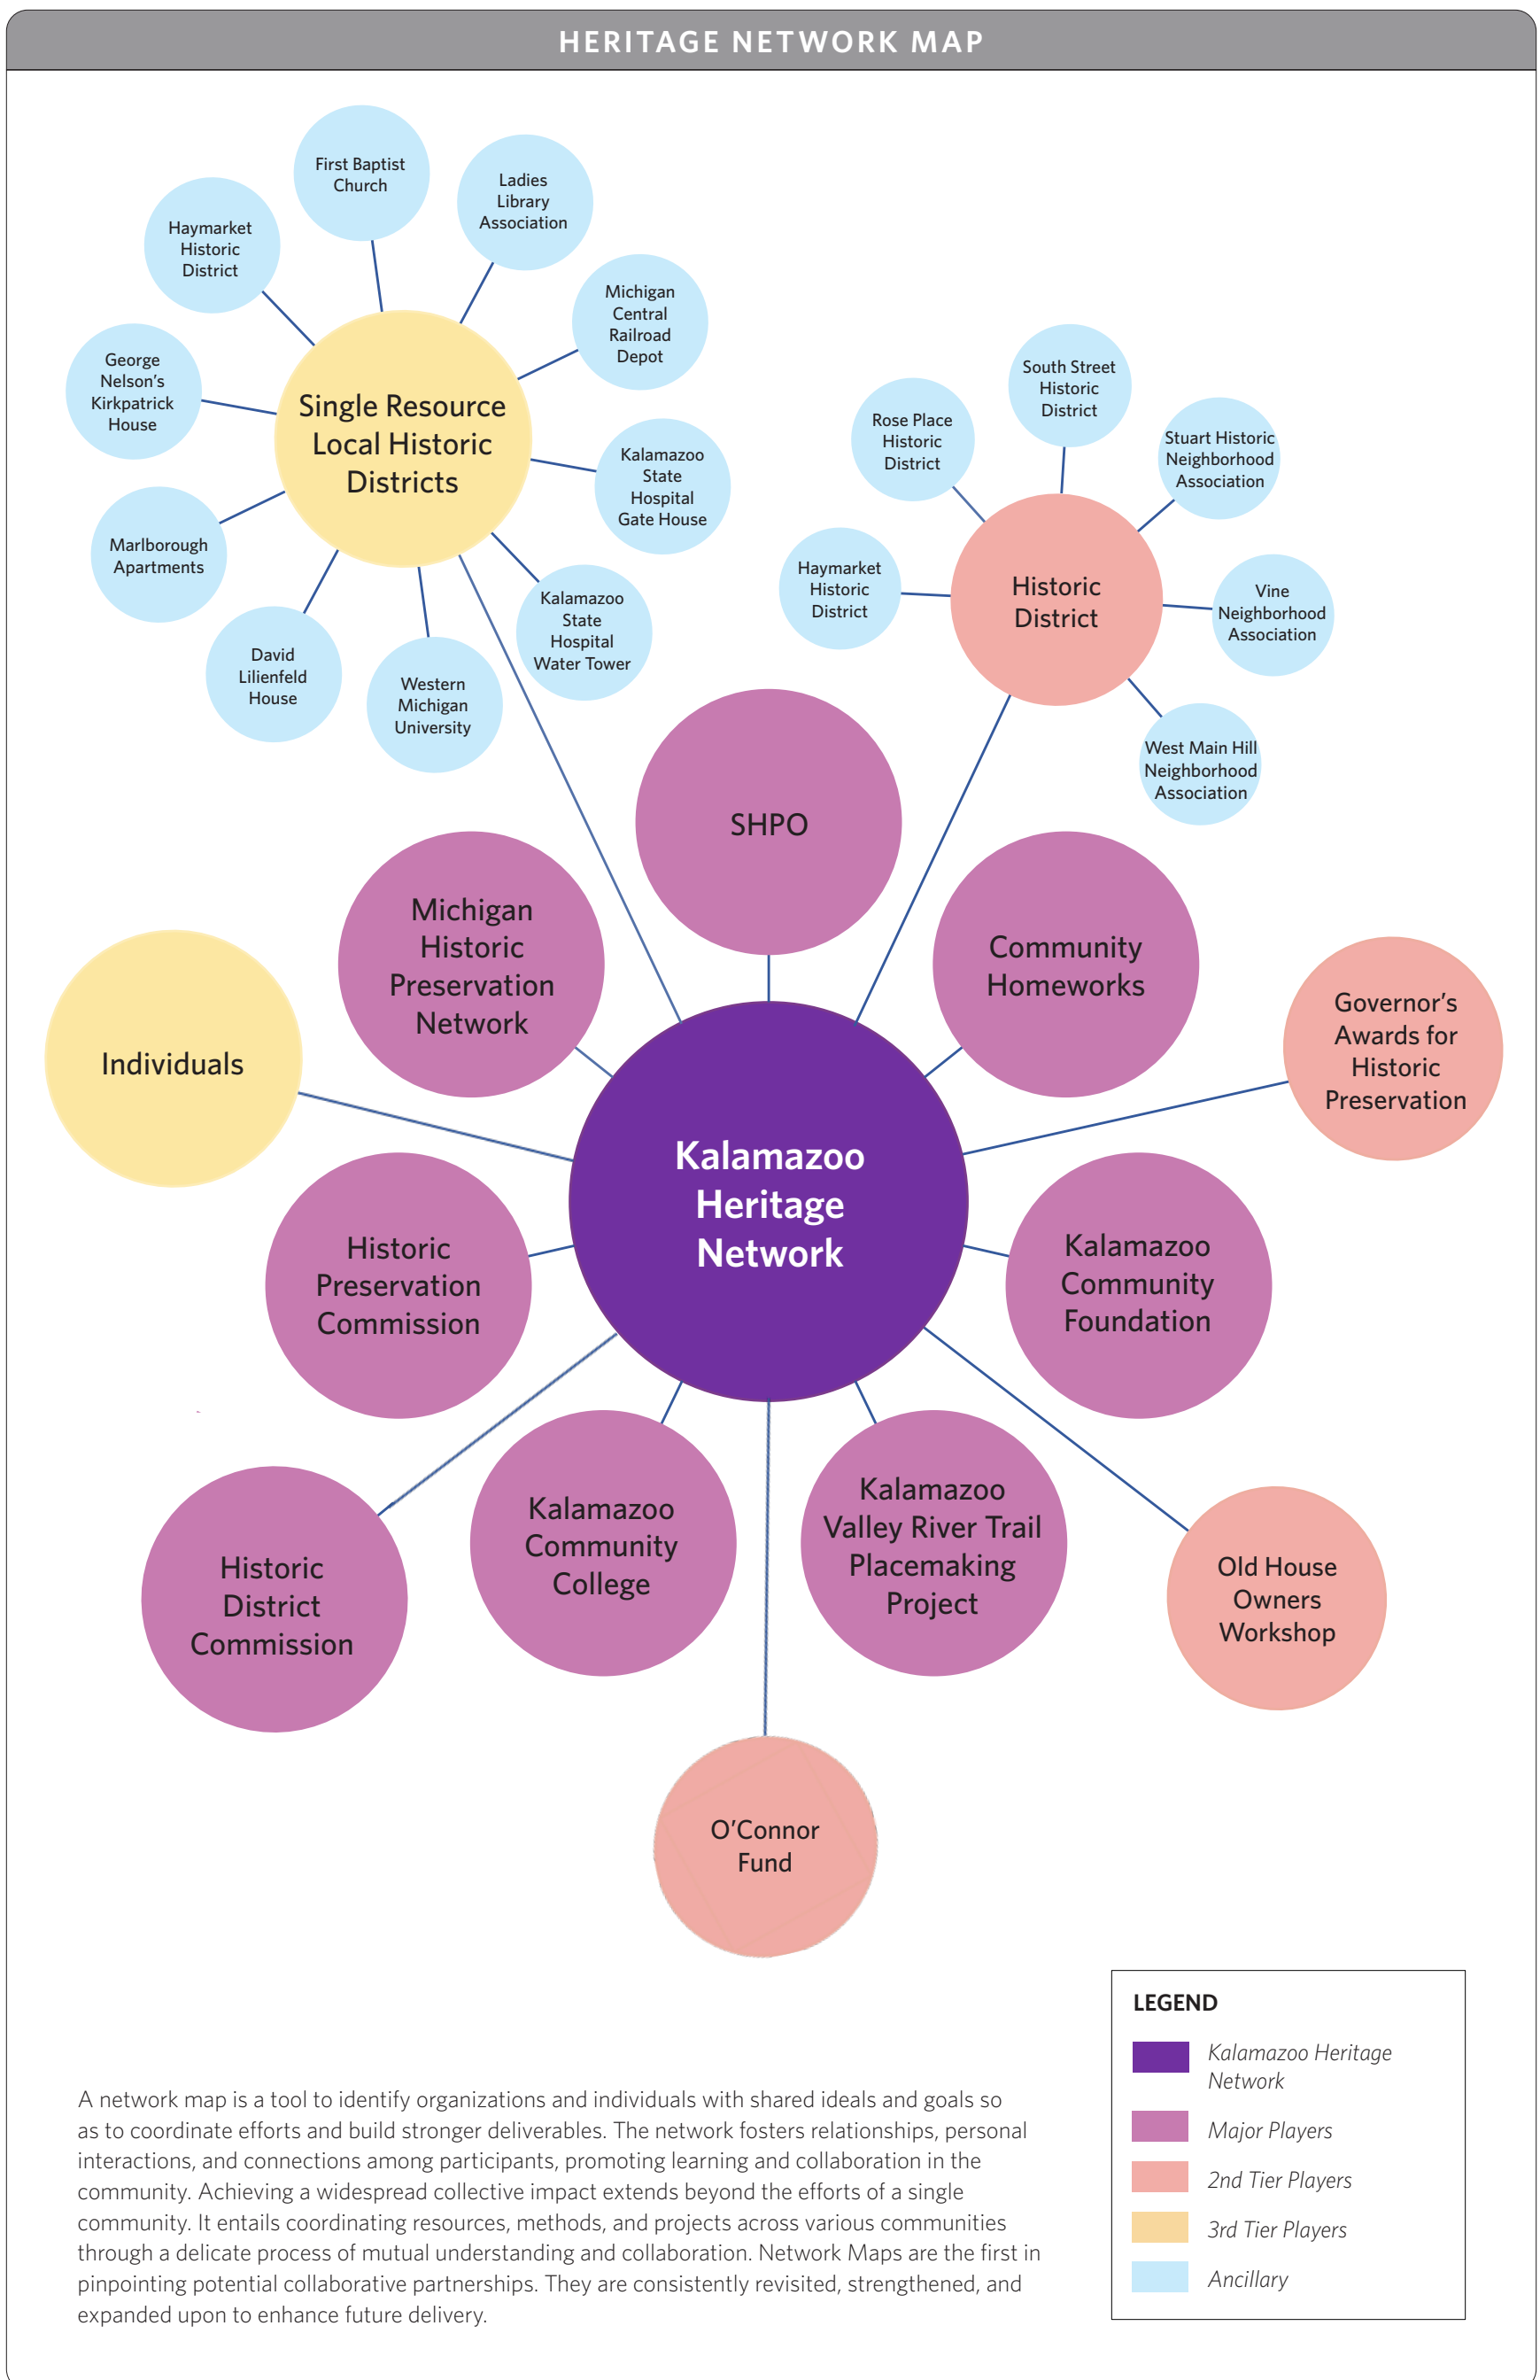 HERITAGE NETWORK MAP
First Baptist
Church
Ladies
Library
Association
Haymarket
Historic
District
Michigan
Central
Railroad
Depot
George
Nelson’s
Kirkpatrick
House
Single Resource
Local Historic
Districts
Kalamazoo
State
Hospital
Gate House
Marlborough
Apartments
Kalamazoo
State
Hospital
Water Tower
David
Lilienfeld
House
Western
Michigan
University
South Street
Historic
District
Rose Place
Historic
District
Stuart Historic
Neighborhood
Association
Haymarket
Historic
District
Historic
District
Vine
Neighborhood
Association
West Main Hill
Neighborhood
Association
SHPO
Michigan
Historic
Preservation
Network
Community
Homeworks
Individuals
Governor’s
Awards for
Historic
Preservation
Kalamazoo
Heritage
Network
Historic
Preservation
Commission
Kalamazoo
Community
Foundation
Historic
District
Commission
Kalamazoo
Community
College
Kalamazoo
Valley River Trail
Placemaking
Project
Old House
Owners
Workshop
O’Connor
Fund
LEGEND
Kalamazoo Heritage
Network
Major Players
2nd Tier Players
3rd Tier Players
Ancillary
A network map is a tool to identify organizations and individuals with shared ideals and goals so
as to coordinate efforts and build stronger deliverables. The network fosters relationships, personal
interactions, and connections among participants, promoting learning and collaboration in the
community. Achieving a widespread collective impact extends beyond the efforts of a single
community. It entails coordinating resources, methods, and projects across various communities
through a delicate process of mutual understanding and collaboration. Network Maps are the first in
pinpointing potential collaborative partnerships. They are consistently revisited, strengthened, and
expanded upon to enhance future delivery.